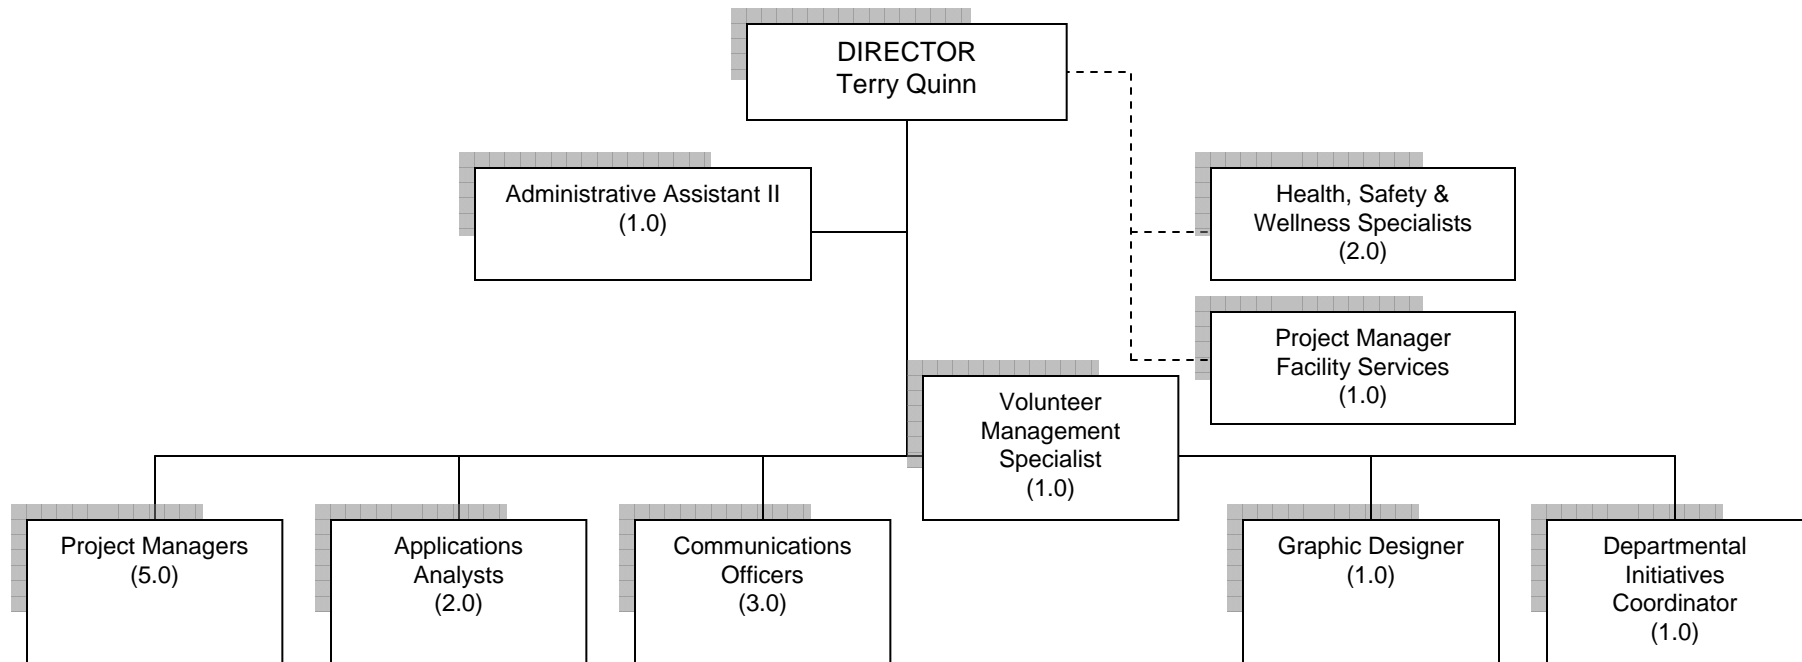 DIRECTOR
Terry Quinn
Administrative Assistant II
(1.0)
Health, Safety &
Wellness Specialists
(2.0)
Project Manager
Facility Services
(1.0)
Volunteer
Management
Specialist
(1.0)
Project Managers
(5.0)
Applications
Analysts
(2.0)
Communications
Officers
(3.0)
Graphic Designer
(1.0)
Departmental
Initiatives
Coordinator
(1.0)